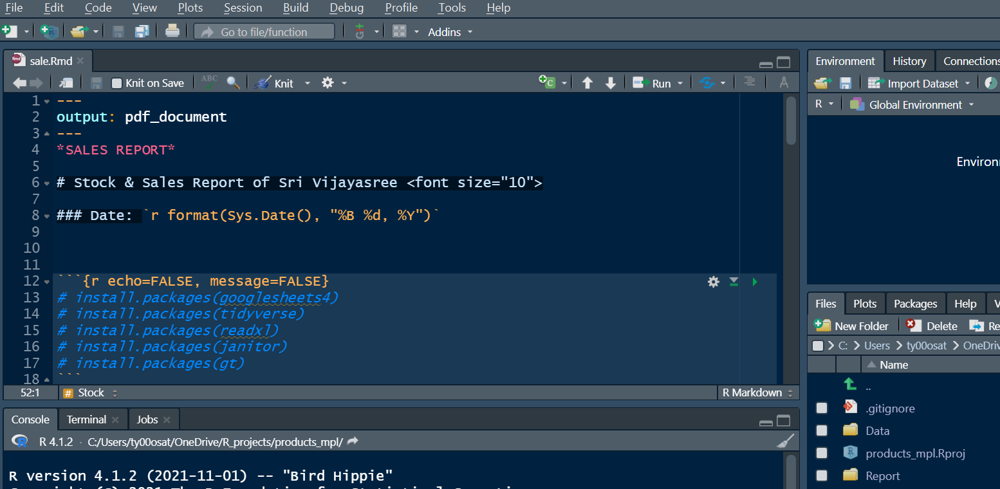 File Edit Code View Plots Session Build Debug Profile Tools Help
Go to file/function Addins
sale.Rmd
Knit on Save ABC Knit Run
1 ---
2 output: pdf_document
3 ---
4 *SALES REPORT*
5
6 # Stock & Sales Report of Sri Vijayasree <font size="10">
7
8 ### Date: `r format(Sys.Date(), "%B %d, %Y")`
9
10
11
12 ```{r echo=FALSE, message=FALSE}
13 # install.packages(googlesheets4)
14 # install.packages(tidyverse)
15 # install.packages(readxl)
16 # install.packages(janitor)
17 # install.packages(gt)
18 ```
52:1 # Stock R Markdown
Console Terminal Jobs
R 4.1.2 · C:/Users/ty00osat/OneDrive/R_projects/products_mpl/
R version 4.1.2 (2021-11-01) -- "Bird Hippie"
Environment History Connections
Import Dataset
R Global Environment
Environ
Files Plots Packages Help V
New Folder Delete Re
C: Users ty00osat OneDriv
Name
..
.gitignore
Data
products_mpl.Rproj
Report